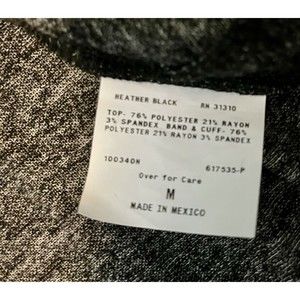 HEATHER BLACK RN 31310
TOP: 76% POLYESTER 21% RAYON
3% SPANDEX BAND & CUFF: 76%
POLYESTER 21% RAYON 3% SPANDEX
100340N 617535-P
Over for Care
M
MADE IN MEXICO